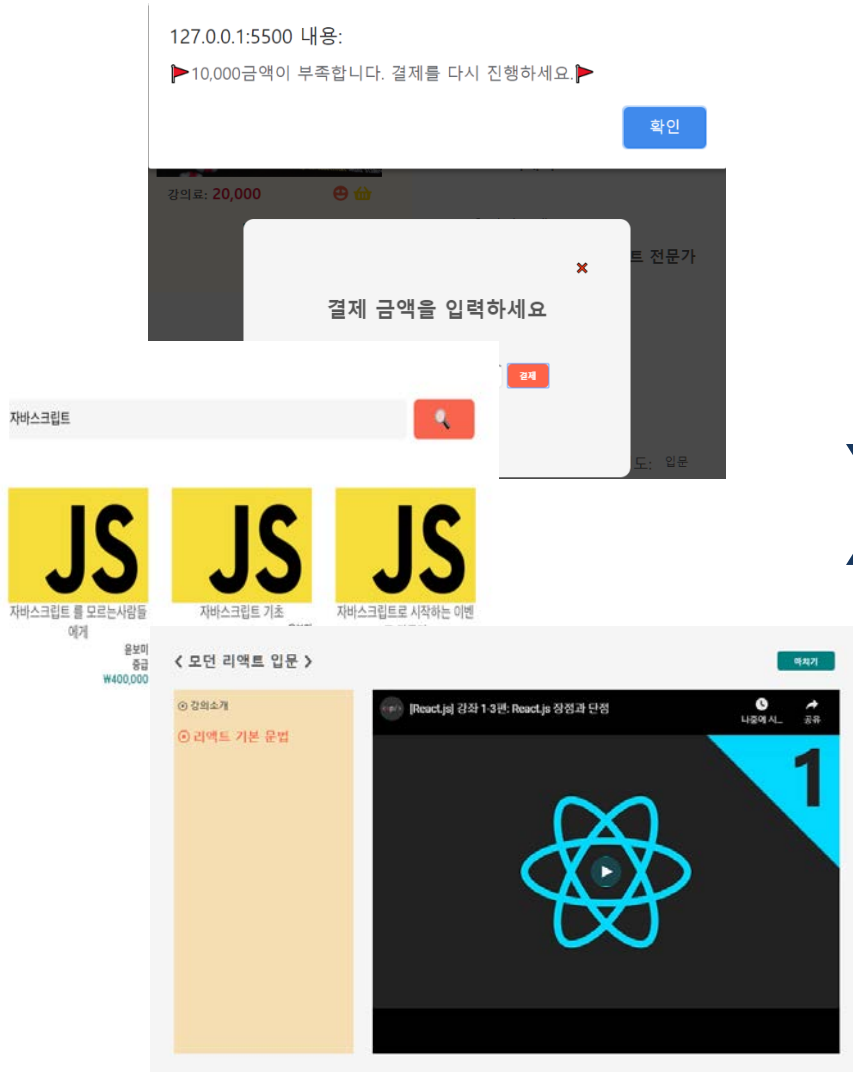 127.0.0.1:5500 내용:
🚩10,000금액이 부족합니다. 결제를 다시 진행하세요.🚩
확인
강의료: 20,000
트 전문가
결제 금액을 입력하세요
결제
도: 입문
자바스크립트
JS
JS
JS
자바스크립트 를 모르는사람들
에게
윤보미
중급
₩400,000
자바스크립트 기초
자바스크립트로 시작하는 이벤
< 모던 리액트 입문 >
마치기
강의소개
리액트 기본 문법
[React.js] 강좌 1-3편: React.js 장점과 단점
나중에 시...
공유
1